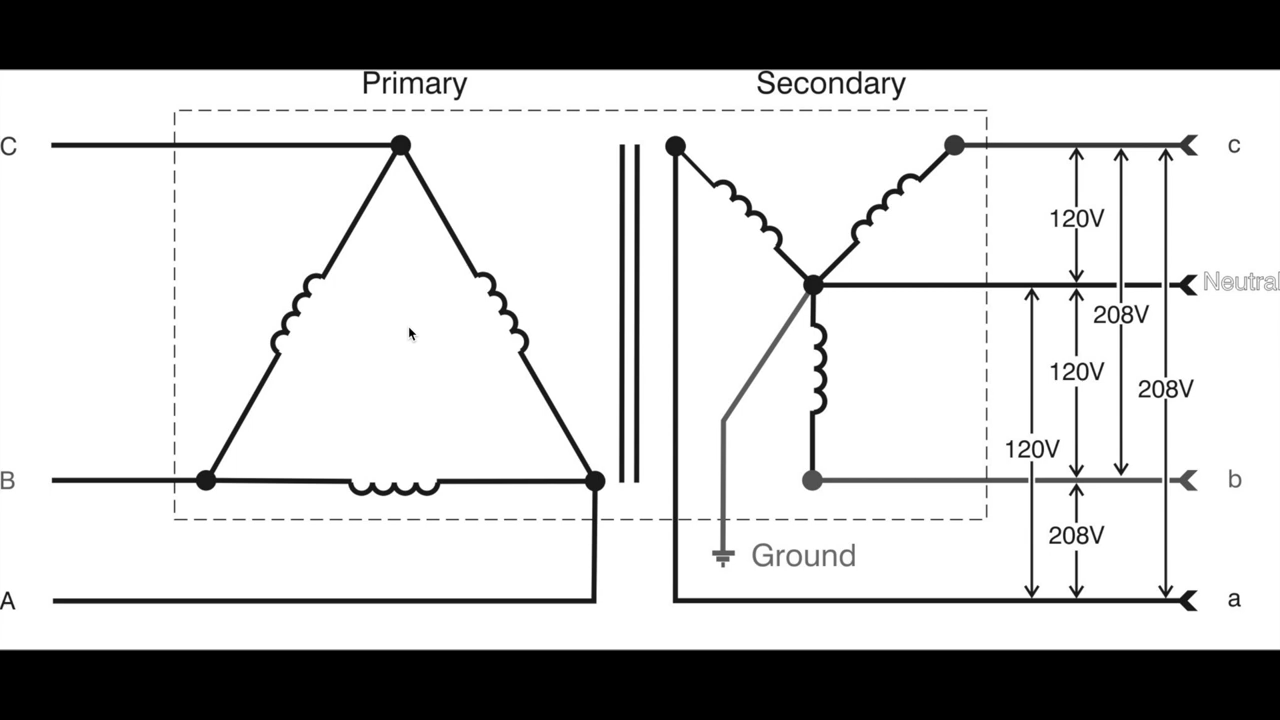 Primary
Secondary
C
c
120V
Neutral
208V
120V
208V
120V
B
b
208V
Ground
A
a